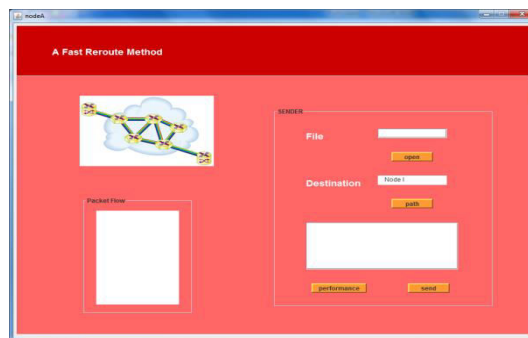 nodeA
A Fast Reroute Method
SENDER
File
open
Destination
Node I
path
Packet Flow
performance
send